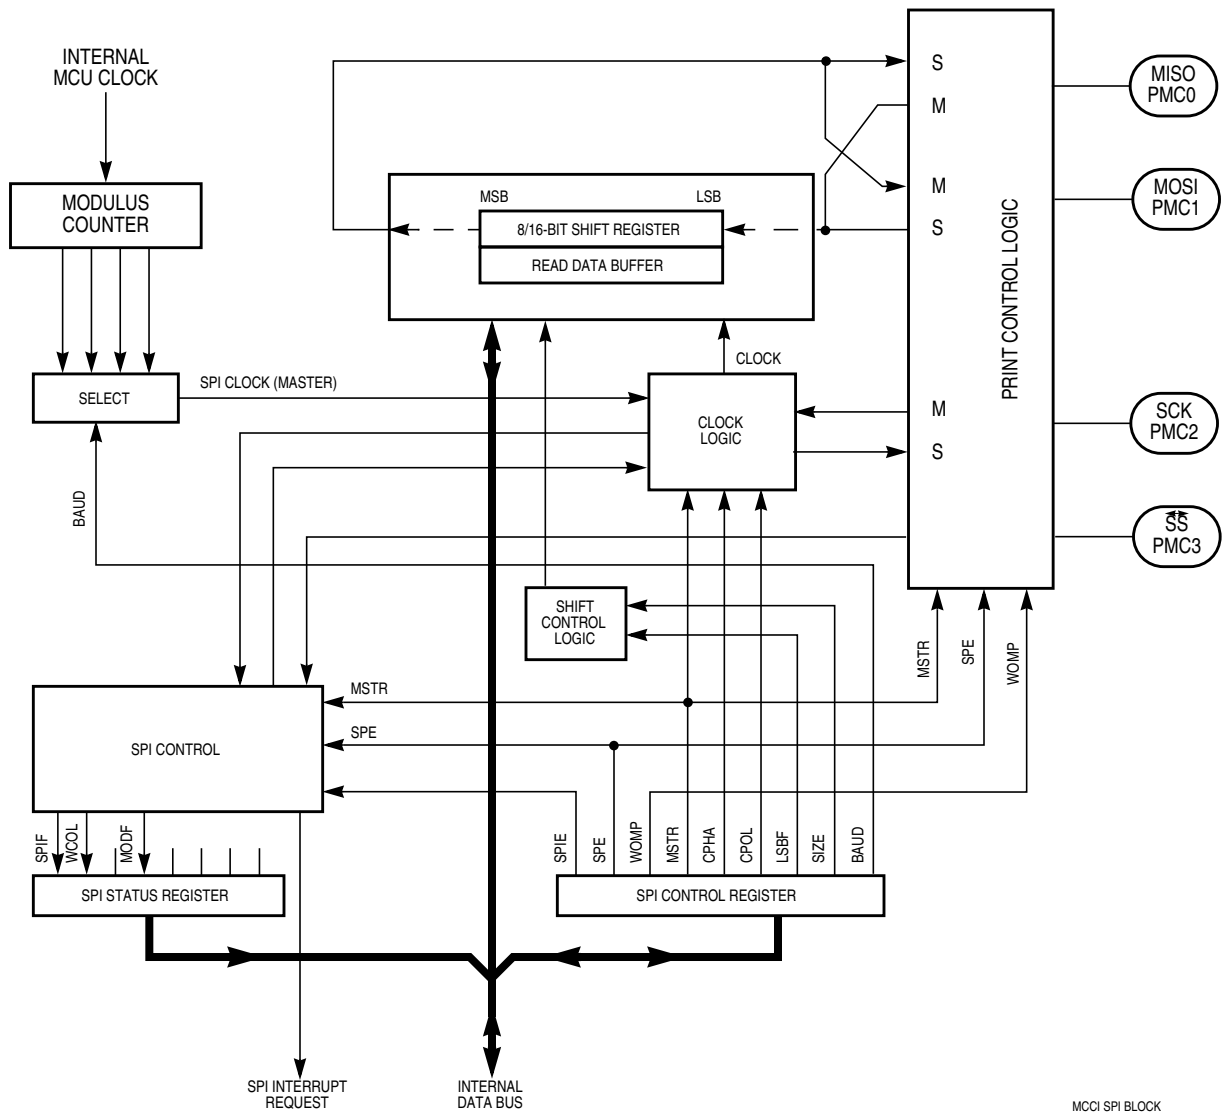 INTERNAL
MCU CLOCK
MODULUS
COUNTER
SELECT
SPI CLOCK (MASTER)
BAUD
MSB
LSB
8/16-BIT SHIFT REGISTER
READ DATA BUFFER
CLOCK
CLOCK
LOGIC
S
M
M
S
M
S
PRINT CONTROL LOGIC
MISO
PMC0
MOSI
PMC1
SCK
PMC2
SS
PMC3
SHIFT
CONTROL
LOGIC
MSTR
SPE
WOMP
MSTR
SPE
SPI CONTROL
SPIF
WCOL
MODF
SPI STATUS REGISTER
SPIE
SPE
WOMP
MSTR
CPHA
CPOL
LSBF
SIZE
BAUD
SPI CONTROL REGISTER
SPI INTERRUPT
REQUEST
INTERNAL
DATA BUS
MCCI SPI BLOCK